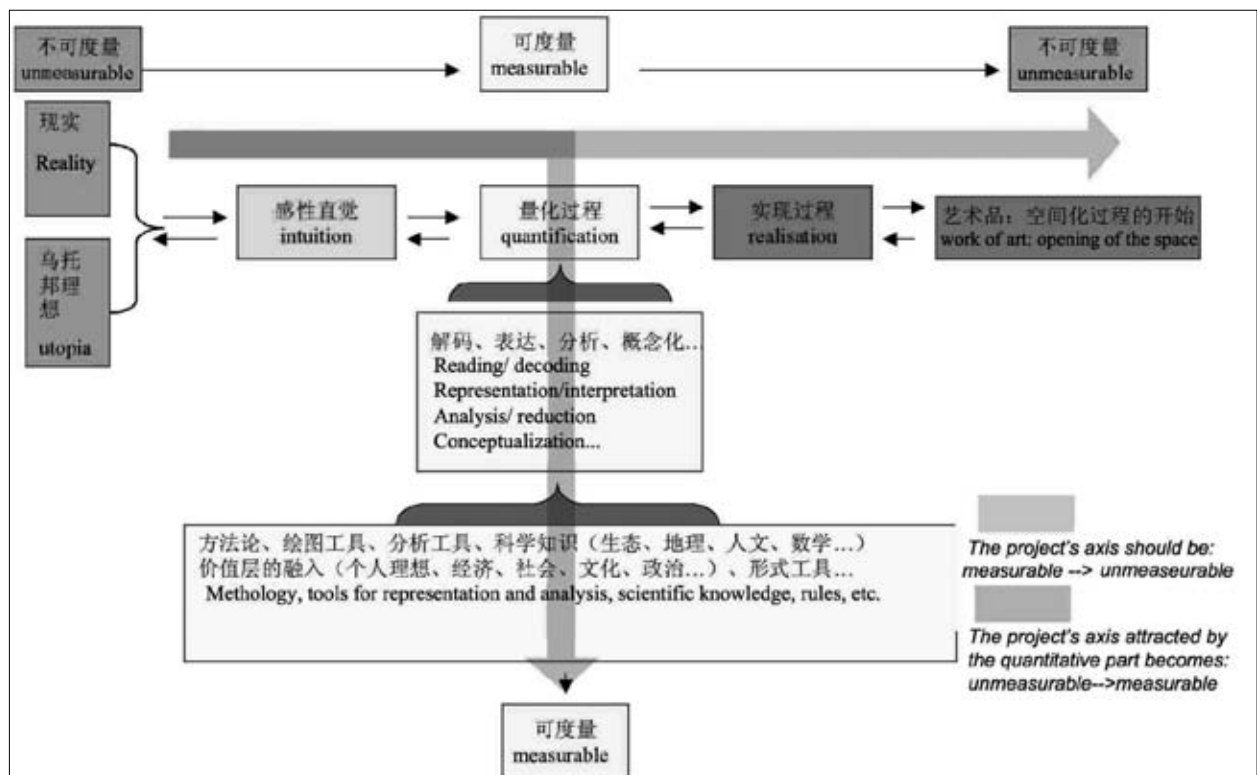 不可度量
unmeasurable
可度量
measurable
不可度量
unmeasurable
现实
Reality
乌托
邦理
想
utopia
感性直觉
intuition
量化过程
quantification
实现过程
realisation
艺术品：空间化过程的开始
work of art: opening of the space
解码、表达、分析、概念化…
Reading/ decoding
Representation/interpretation
Analysis/ reduction
Conceptualization...
方法论、绘图工具、分析工具、科学知识（生态、地理、人文、数学…）
价值层的融入（个人理想、经济、社会、文化、政治…）、形式工具…
Methology, tools for representation and analysis, scientific knowledge, rules, etc.
The project's axis should be:
measurable --> unmeaseurable
The project's axis attracted by
the quantitative part becomes:
unmeasurable-->measurable
可度量
measurable